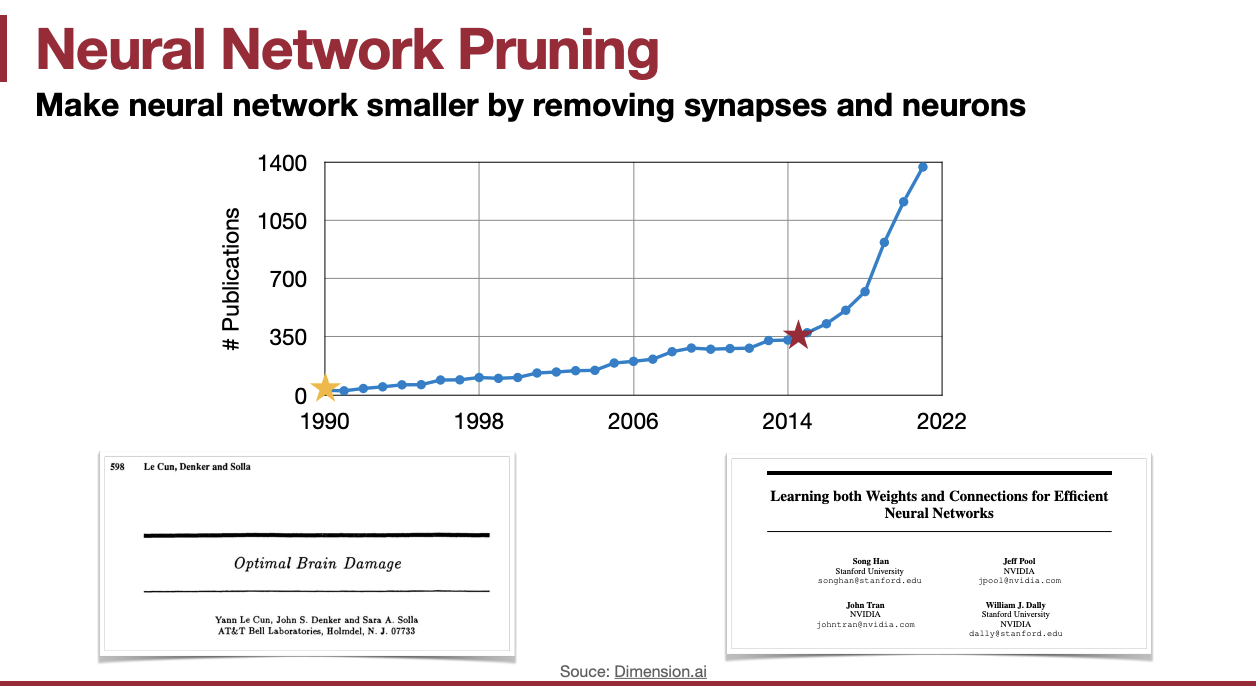 Neural Network Pruning
Make neural network smaller by removing synapses and neurons
1400
1050
700
350
0
# Publications
1990
1998
2006
2014
2022
598 Le Cun, Denker and Solla
Optimal Brain Damage
Yann Le Cun, John S. Denker and Sara A. Solla
AT&T Bell Laboratories, Holmdel, N. J. 07733
Learning both Weights and Connections for Efficient
Neural Networks
Song Han
Stanford University
songhan@stanford.edu
Jeff Pool
NVIDIA
jpool@nvidia.com
John Tran
NVIDIA
johntran@nvidia.com
William J. Dally
Stanford University
NVIDIA
dally@stanford.edu
Souce: Dimension.ai